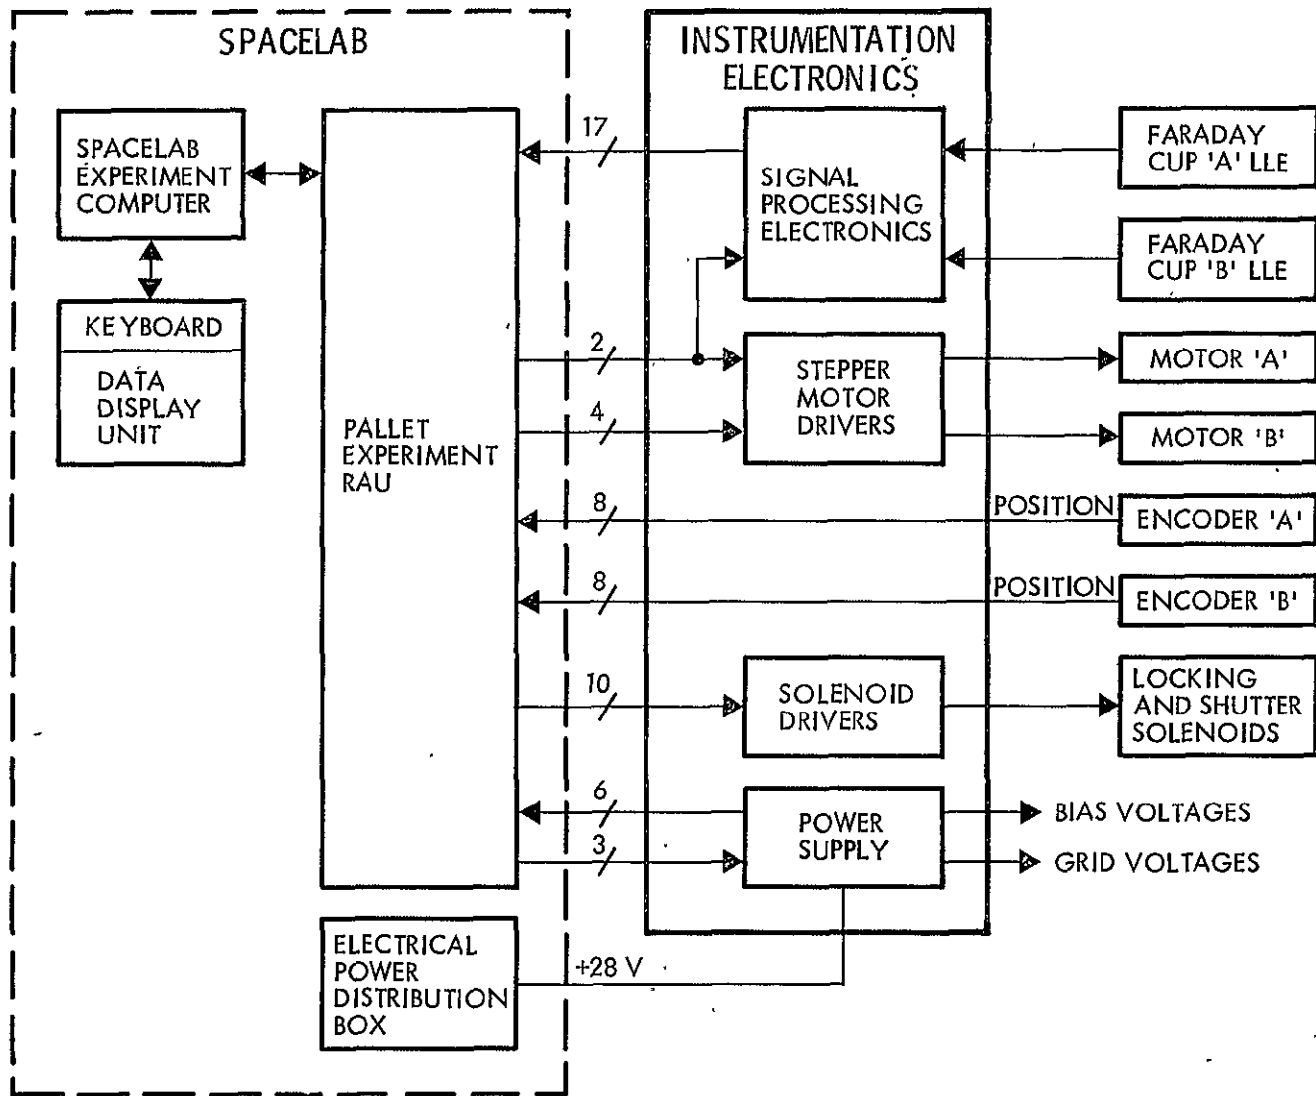 SPACELAB
SPACELAB
EXPERIMENT
COMPUTER
KEYBOARD
DATA
DISPLAY
UNIT
PALLET
EXPERIMENT
RAU
ELECTRICAL
POWER
DISTRIBUTION
BOX
17
2
4
8
8
10
6
3
+28 V
INSTRUMENTATION
ELECTRONICS
SIGNAL
PROCESSING
ELECTRONICS
STEPPER
MOTOR
DRIVERS
SOLENOID
DRIVERS
POWER
SUPPLY
POSITION
POSITION
FARADAY
CUP 'A' LLE
FARADAY
CUP 'B' LLE
MOTOR 'A'
MOTOR 'B'
ENCODER 'A'
ENCODER 'B'
LOCKING
AND SHUTTER
SOLENOIDS
BIAS VOLTAGES
GRID VOLTAGES